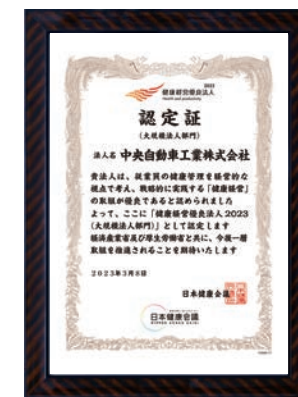 2023
健康経営優良法人
Health and productivity
認定証
(大規模法人部門)
法人名 中央自動車工業株式会社
貴法人は、従業員の健康管理を経営的な
視点で考え、戦略的に実践する「健康経営」
の取組が優良であると認められました
よって、ここに「健康経営優良法人2023
(大規模法人部門)」として認定します
経済産業省及び厚生労働省と共に、今後一層
取組を推進されることを期待いたします
2023年3月8日
日本健康会議
日本健康会議
NIPPON KENKO KAIGI